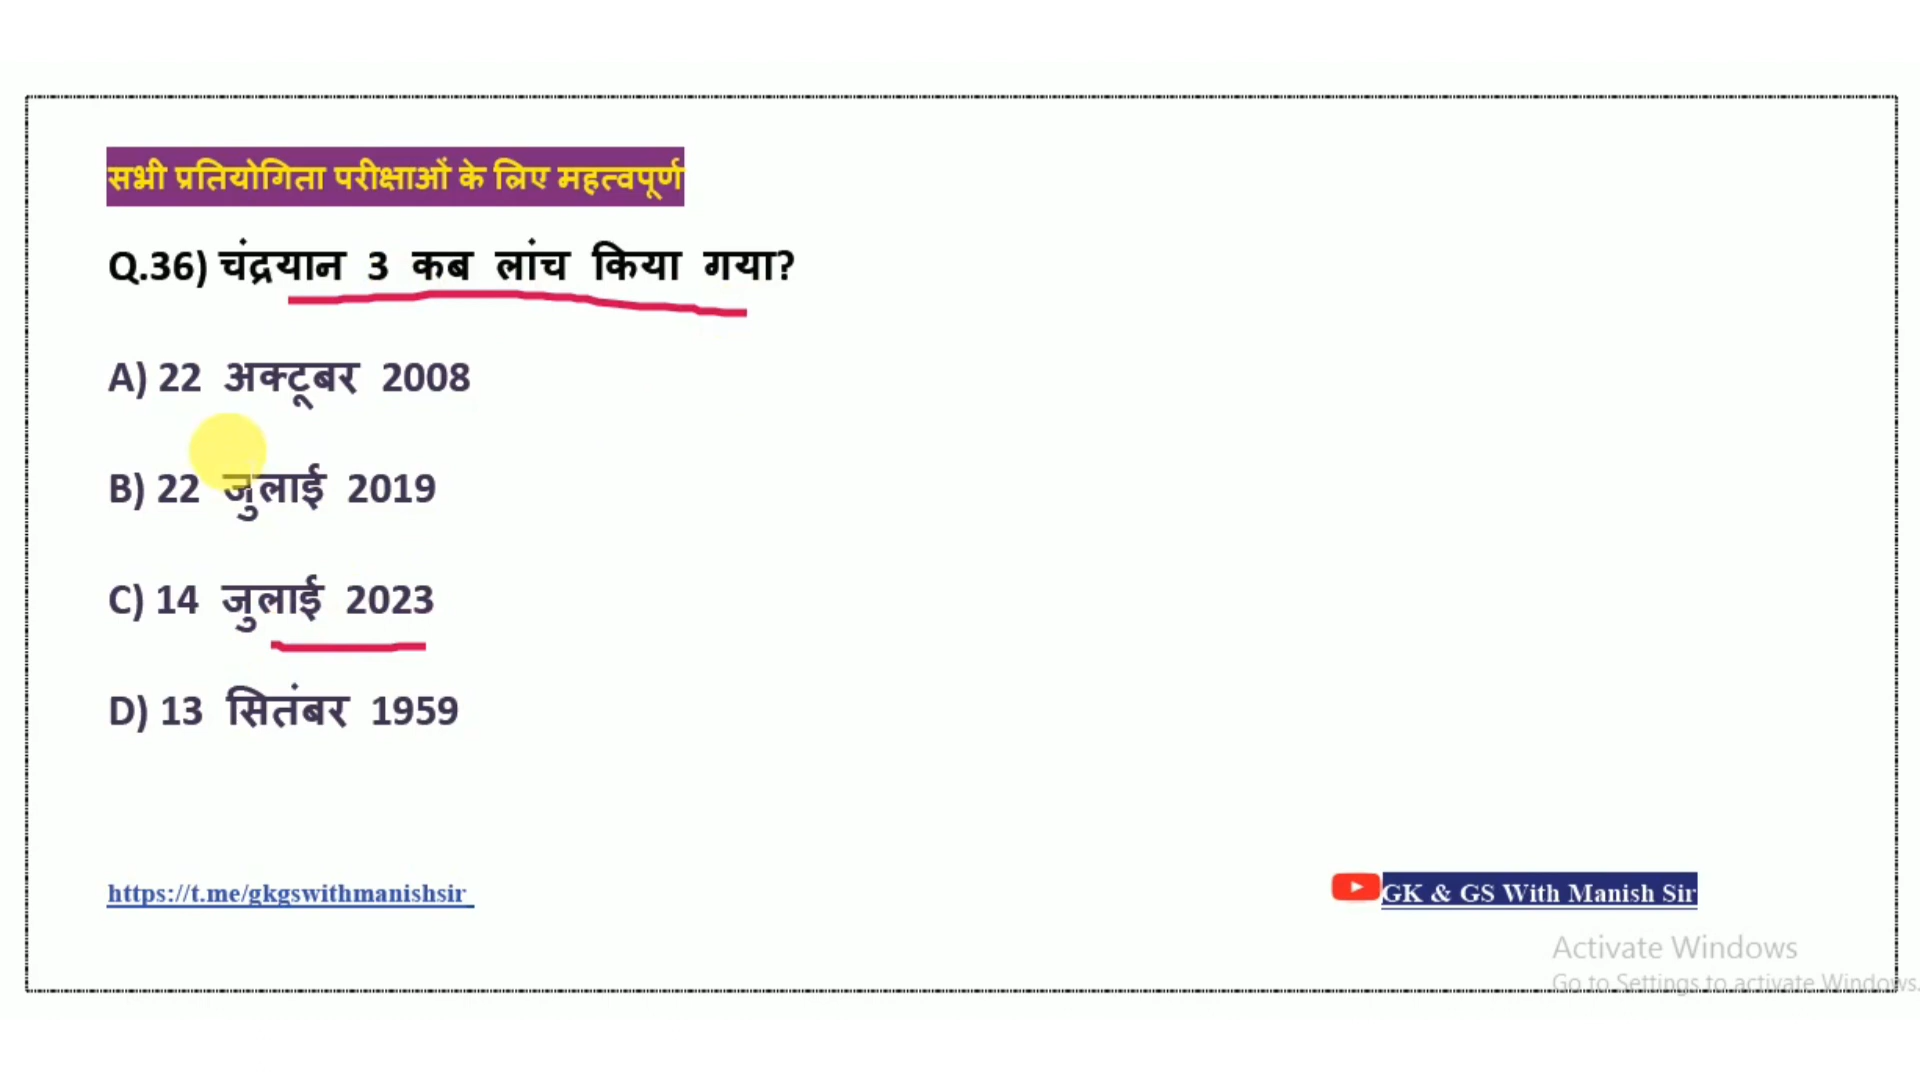 सभी प्रतियोगिता परीक्षाओं के लिए महत्वपूर्ण
Q.36) चंद्रयान 3 कब लांच किया गया?
A) 22 अक्टूबर 2008
B) 22 जुलाई 2019
C) 14 जुलाई 2023
D) 13 सितंबर 1959
https://t.me/gkgswithmanishsir
GK & GS With Manish Sir
Activate Windows
Go to Settings to activate Windows.